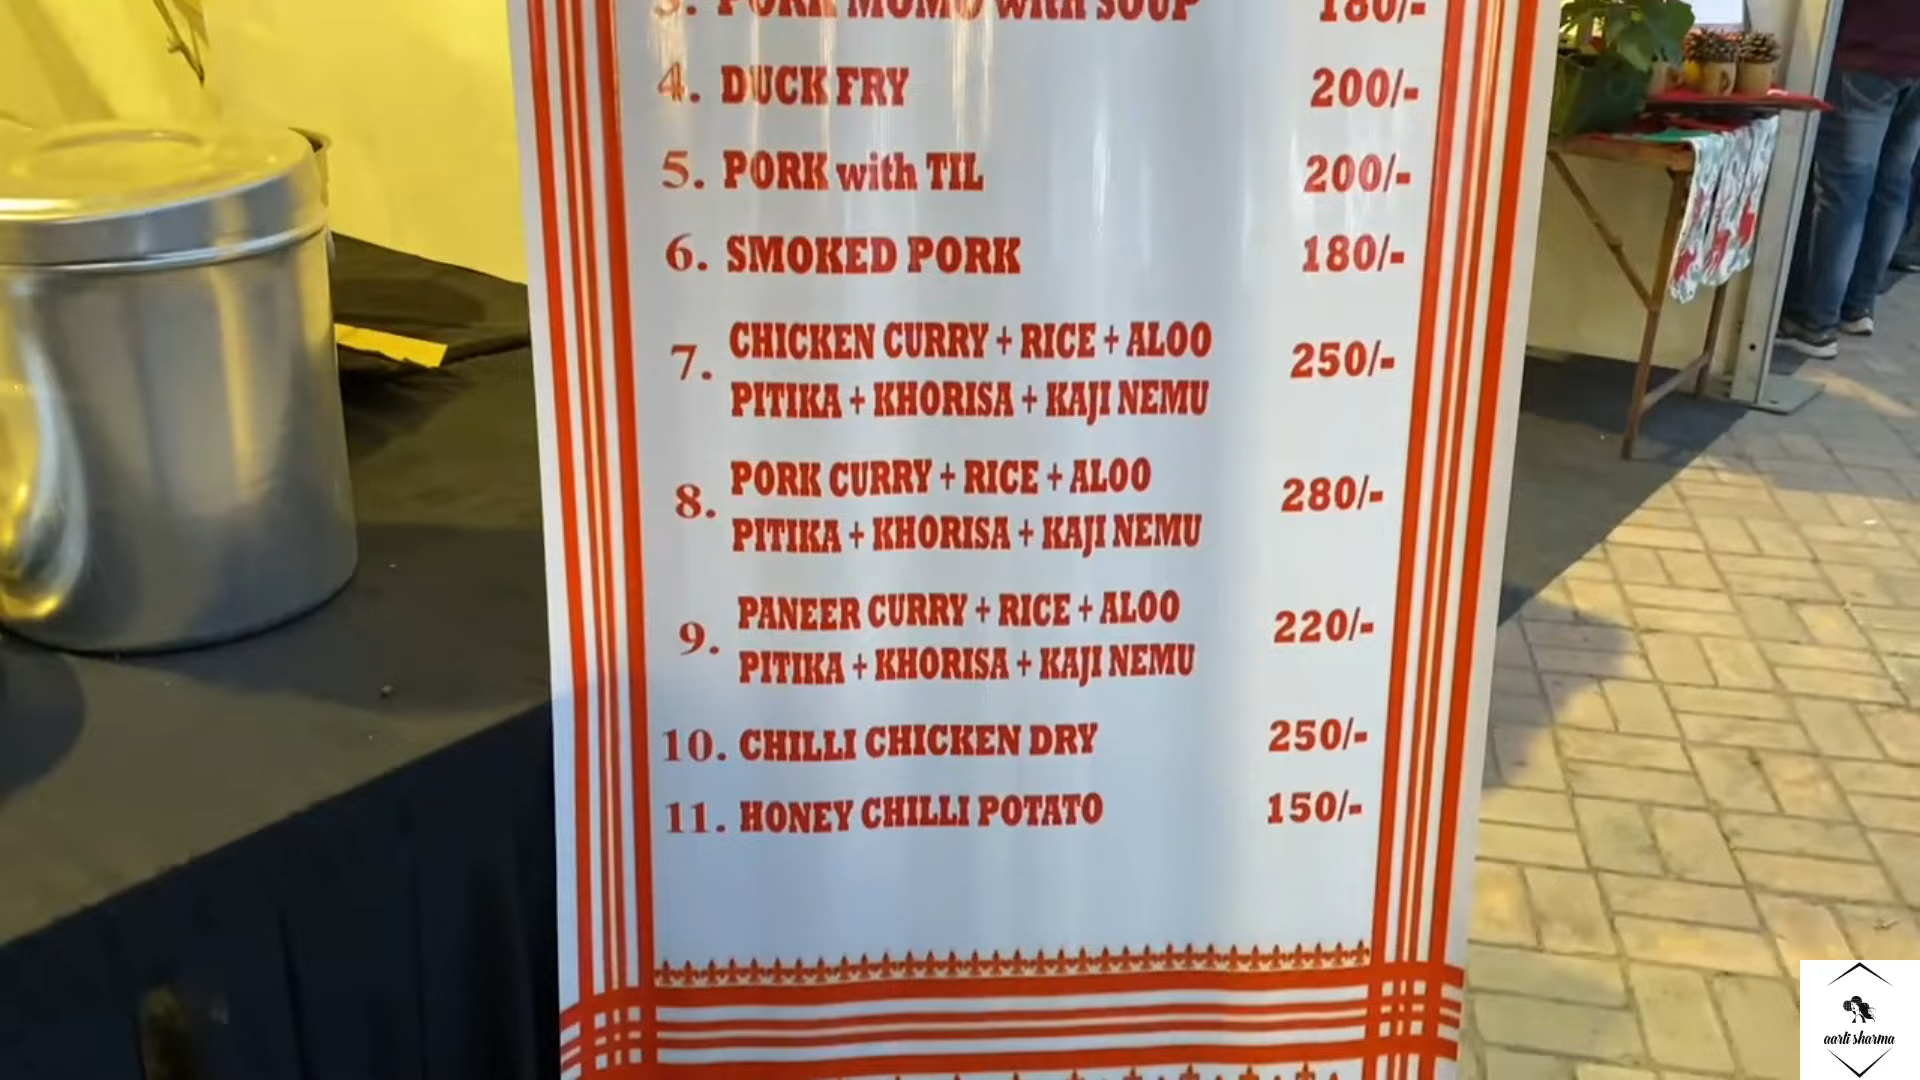 3. PORK MOMO WITH SOUP 180/-
4. DUCK FRY 200/-
5. PORK with TIL 200/-
6. SMOKED PORK 180/-
7. CHICKEN CURRY + RICE + ALOO
PITIKA + KHORISA + KAJI NEMU 250/-
8. PORK CURRY + RICE + ALOO
PITIKA + KHORISA + KAJI NEMU 280/-
9. PANEER CURRY + RICE + ALOO
PITIKA + KHORISA + KAJI NEMU 220/-
10. CHILLI CHICKEN DRY 250/-
11. HONEY CHILLI POTATO 150/-
aarti sharma